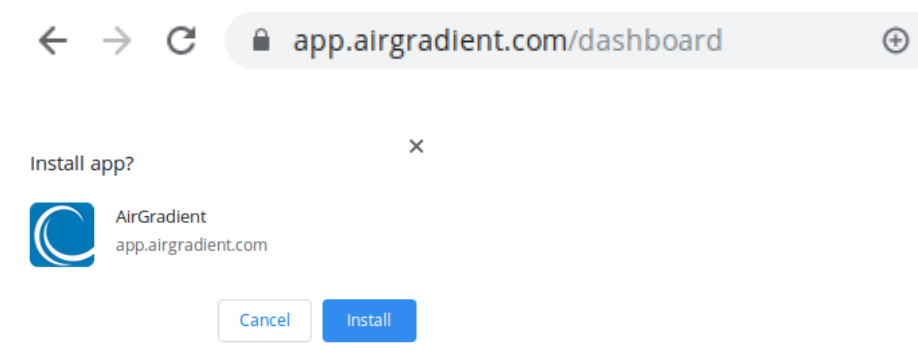 app.airgradient.com/dashboard
Install app?
AirGradient
app.airgradient.com
Cancel
Install